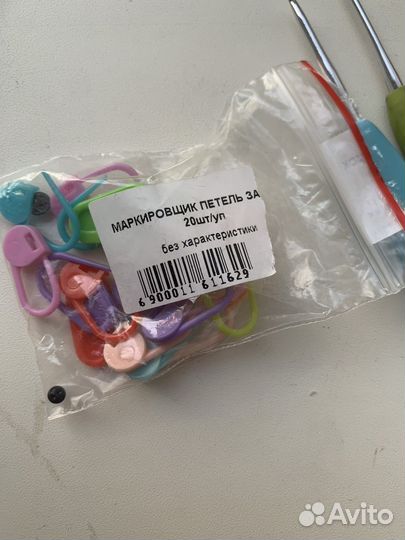 МАРКИРОВЩИК ПЕТЕЛЬ ЗА
20шт/уп
без характеристики
6 900011 611629
Avito